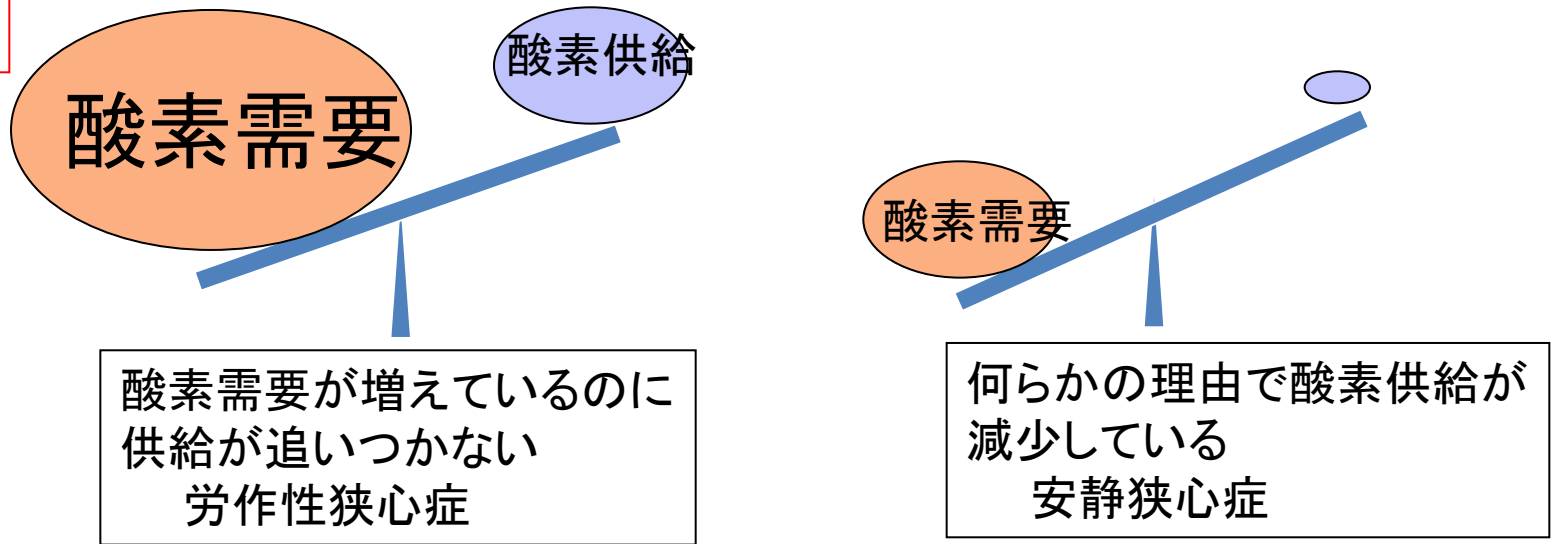 酸素需要
酸素供給
酸素需要が増えているのに
供給が追いつかない
労作性狭心症
酸素需要
何らかの理由で酸素供給が
減少している
安静狭心症